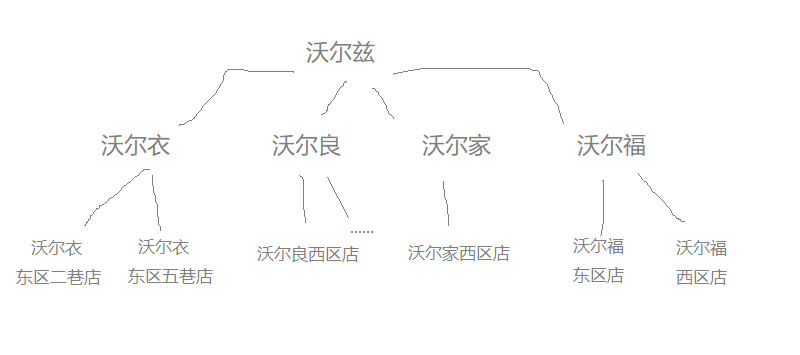 沃尔兹
沃尔衣
沃尔良
沃尔家
沃尔福
沃尔衣
东区二巷店
沃尔衣
东区五巷店
沃尔良西区店
......
沃尔家西区店
沃尔福
东区店
沃尔福
西区店